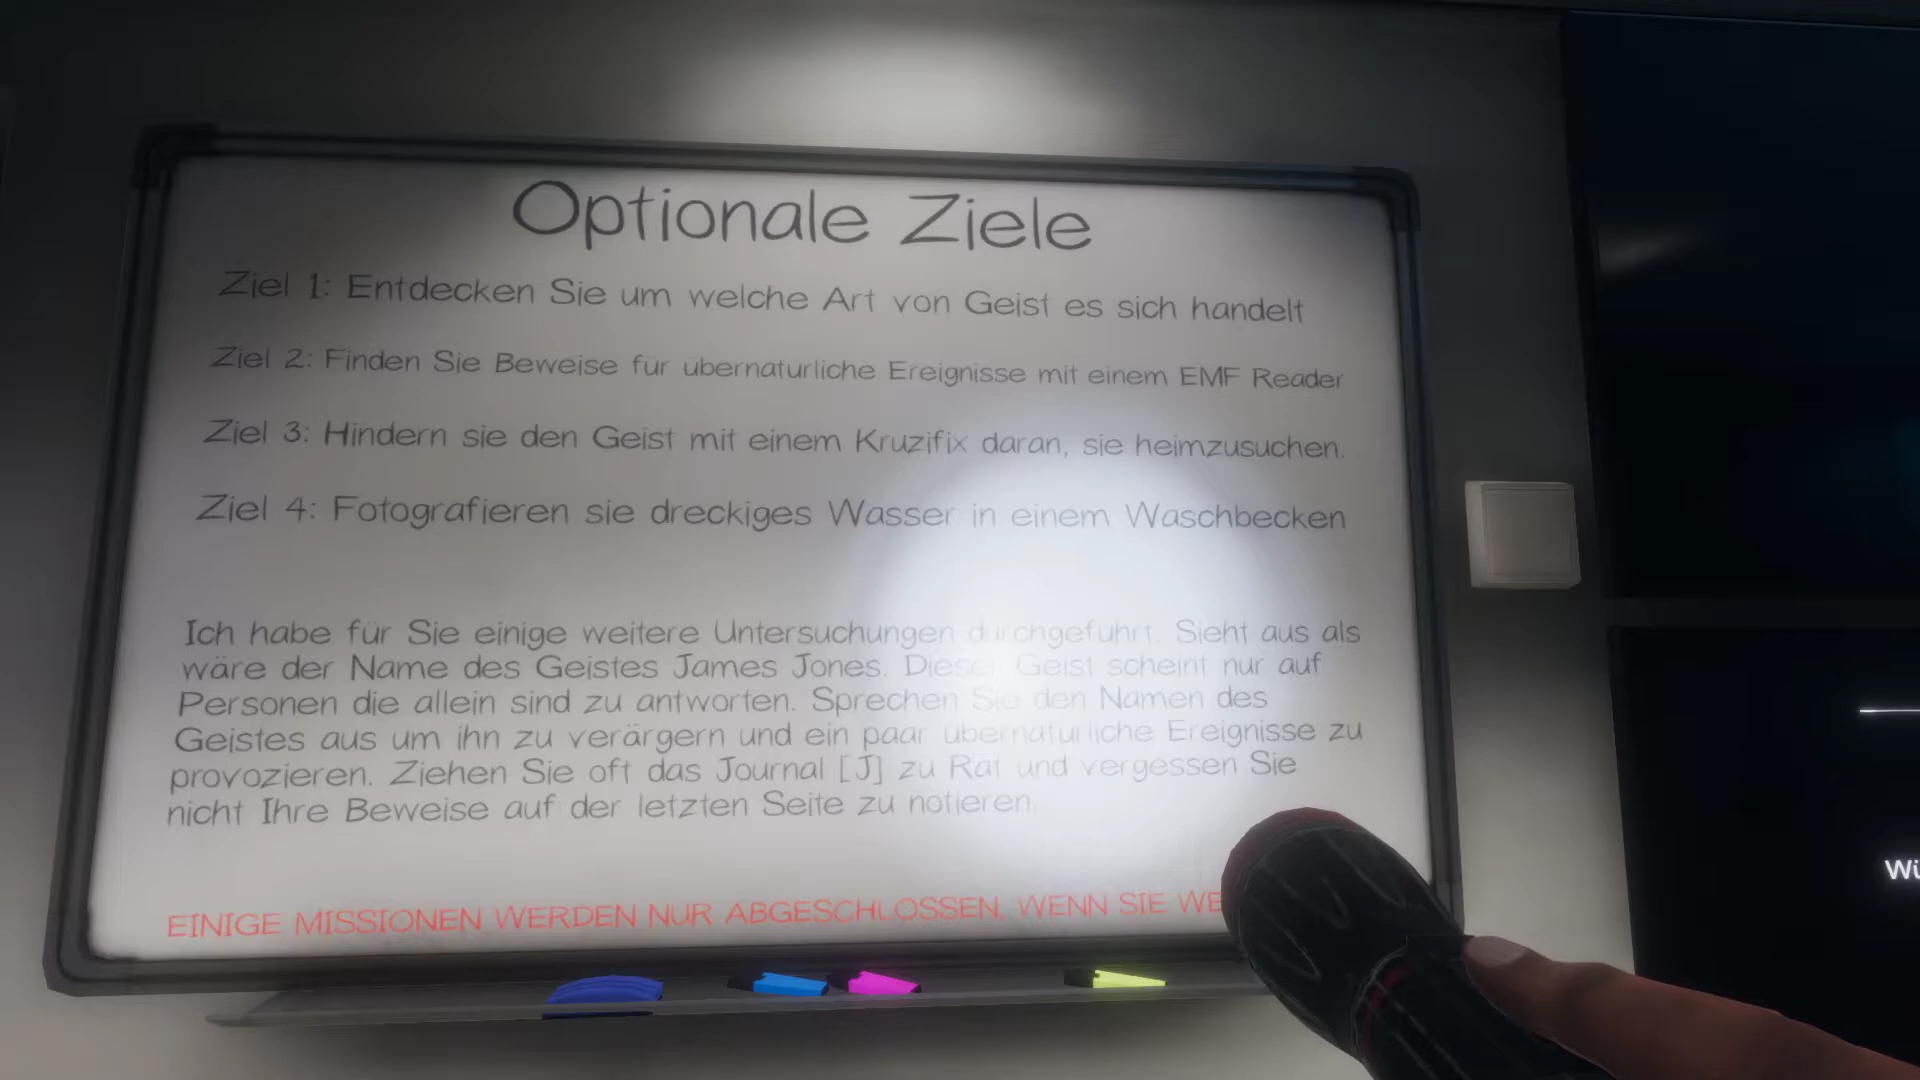 Optionale Ziele
Ziel 1: Entdecken Sie um welche Art von Geist es sich handelt
Ziel 2: Finden Sie Beweise für übernatürliche Ereignisse mit einem EMF Reader
Ziel 3: Hindern sie den Geist mit einem Kruzifix daran, sie heimzusuchen.
Ziel 4: Fotografieren sie dreckiges Wasser in einem Waschbecken
Ich habe für Sie einige weitere Untersuchungen durchgeführt. Sieht aus als
wäre der Name des Geistes James Jones. Dieser Geist scheint nur auf
Personen die allein sind zu antworten. Sprechen Sie den Namen des
Geistes aus um ihn zu verärgern und ein paar übernatürliche Ereignisse zu
provozieren. Ziehen Sie oft das Journal [J] zu Rat und vergessen Sie
nicht Ihre Beweise auf der letzten Seite zu notieren.
EINIGE MISSIONEN WERDEN NUR ABGESCHLOSSEN, WENN SIE WE
Wü